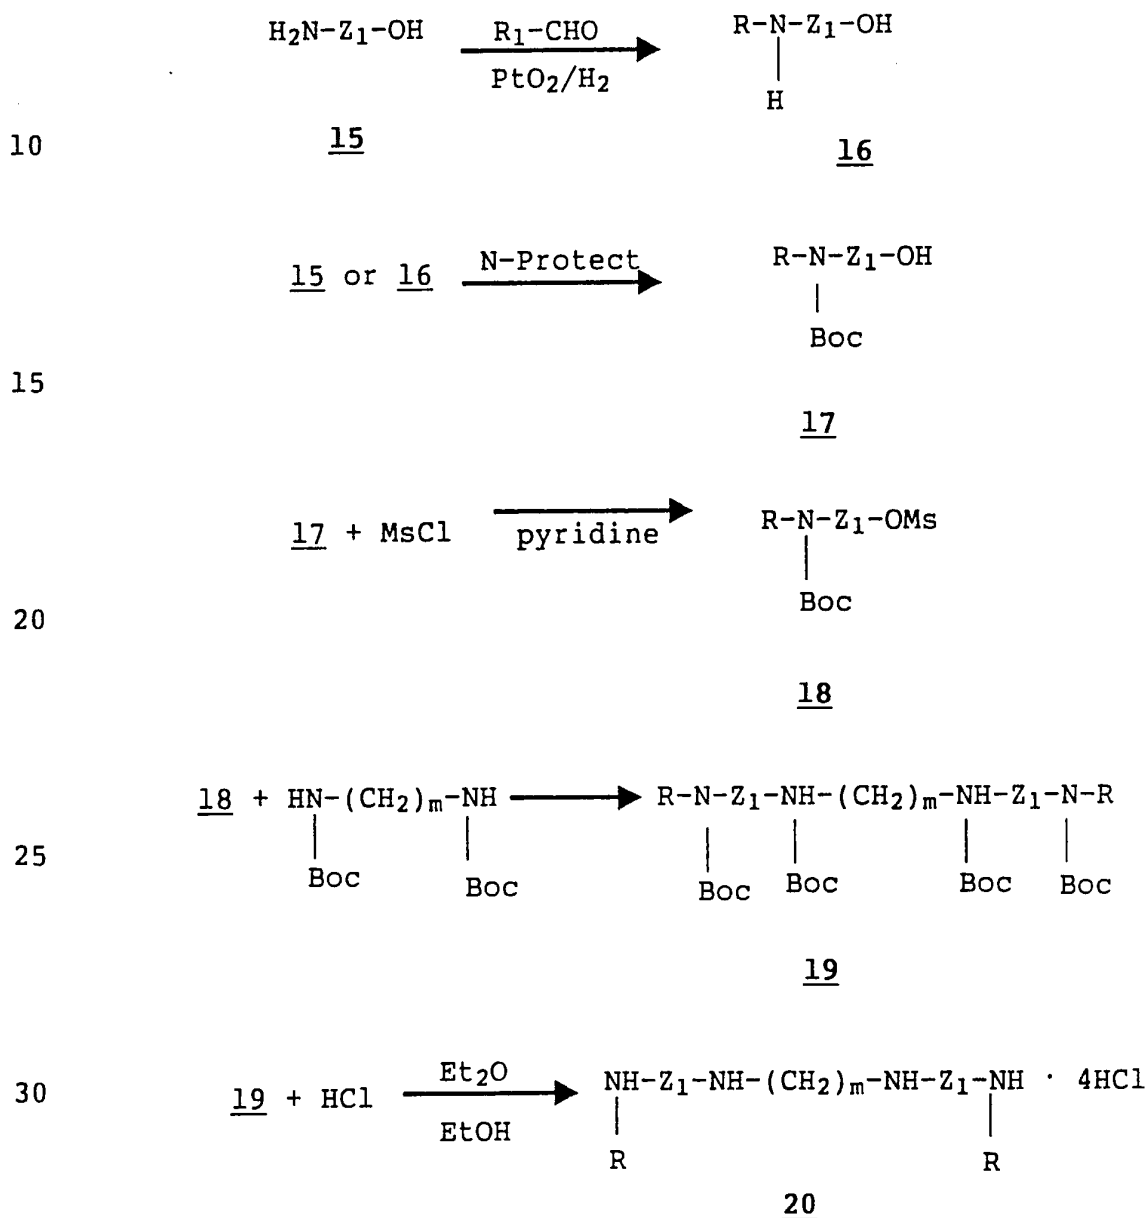 H2N-Z1-OH R1-CHO R-N-Z1-OH
PtO2/H2
H
10 15 16
15 or 16 N-Protect R-N-Z1-OH
Boc
15
17
17 + MsCl pyridine R-N-Z1-OMs
Boc
20
18
18 + HN-(CH2)m-NH R-N-Z1-NH-(CH2)m-NH-Z1-N-R
25 Boc Boc Boc Boc Boc Boc
19
30 19 + HCl Et2O NH-Z1-NH-(CH2)m-NH-Z1-NH · 4HCl
EtOH
R R
20